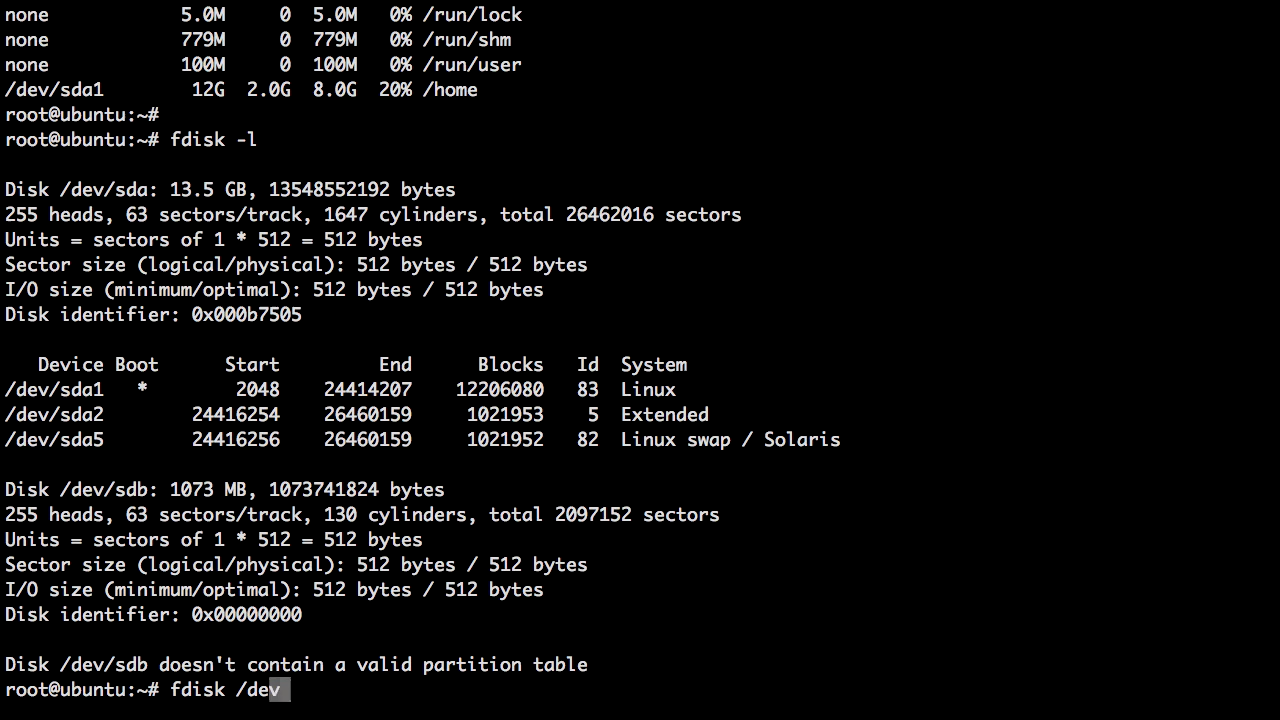 none            5.0M     0  5.0M   0% /run/lock
none            779M     0  779M   0% /run/shm
none            100M     0  100M   0% /run/user
/dev/sda1        12G  2.0G  8.0G  20% /home
root@ubuntu:~#
root@ubuntu:~# fdisk -l
Disk /dev/sda: 13.5 GB, 13548552192 bytes
255 heads, 63 sectors/track, 1647 cylinders, total 26462016 sectors
Units = sectors of 1 * 512 = 512 bytes
Sector size (logical/physical): 512 bytes / 512 bytes
I/O size (minimum/optimal): 512 bytes / 512 bytes
Disk identifier: 0x000b7505
   Device Boot      Start         End      Blocks   Id  System
/dev/sda1   *        2048    24414207    12206080   83  Linux
/dev/sda2        24416254    26460159     1021953    5  Extended
/dev/sda5        24416256    26460159     1021952   82  Linux swap / Solaris
Disk /dev/sdb: 1073 MB, 1073741824 bytes
255 heads, 63 sectors/track, 130 cylinders, total 2097152 sectors
Units = sectors of 1 * 512 = 512 bytes
Sector size (logical/physical): 512 bytes / 512 bytes
I/O size (minimum/optimal): 512 bytes / 512 bytes
Disk identifier: 0x00000000
Disk /dev/sdb doesn't contain a valid partition table
root@ubuntu:~# fdisk /dev